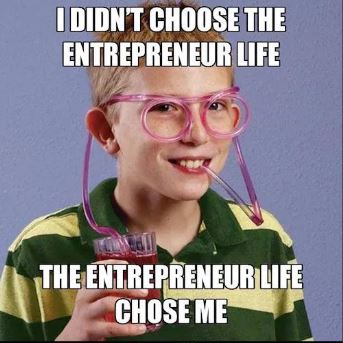 I DIDN'T CHOOSE THE
ENTREPRENEUR LIFE
THE ENTREPRENEUR LIFE
CHOSE ME